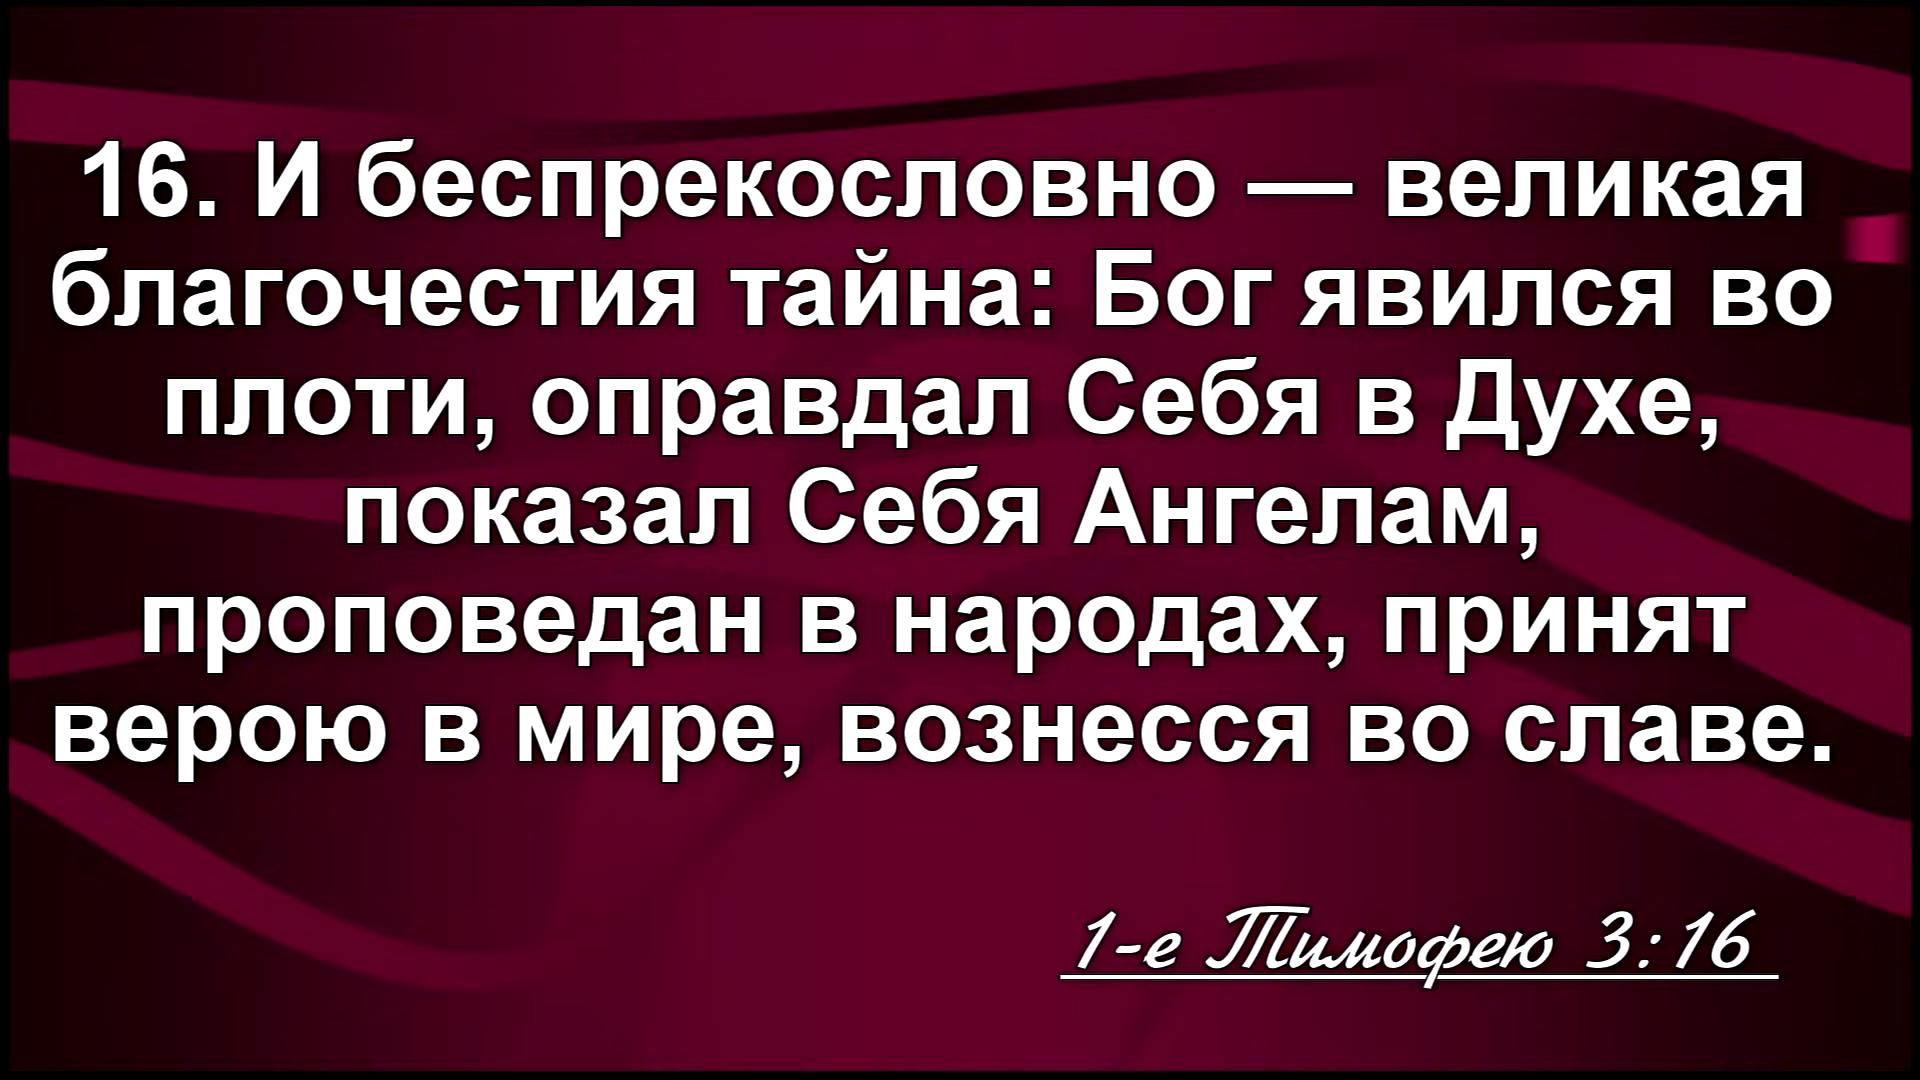 16. И беспрекословно — великая
благочестия тайна: Бог явился во
плоти, оправдал Себя в Духе,
показал Себя Ангелам,
проповедан в народах, принят
верою в мире, вознесся во славе.
1-е Тимофею 3:16